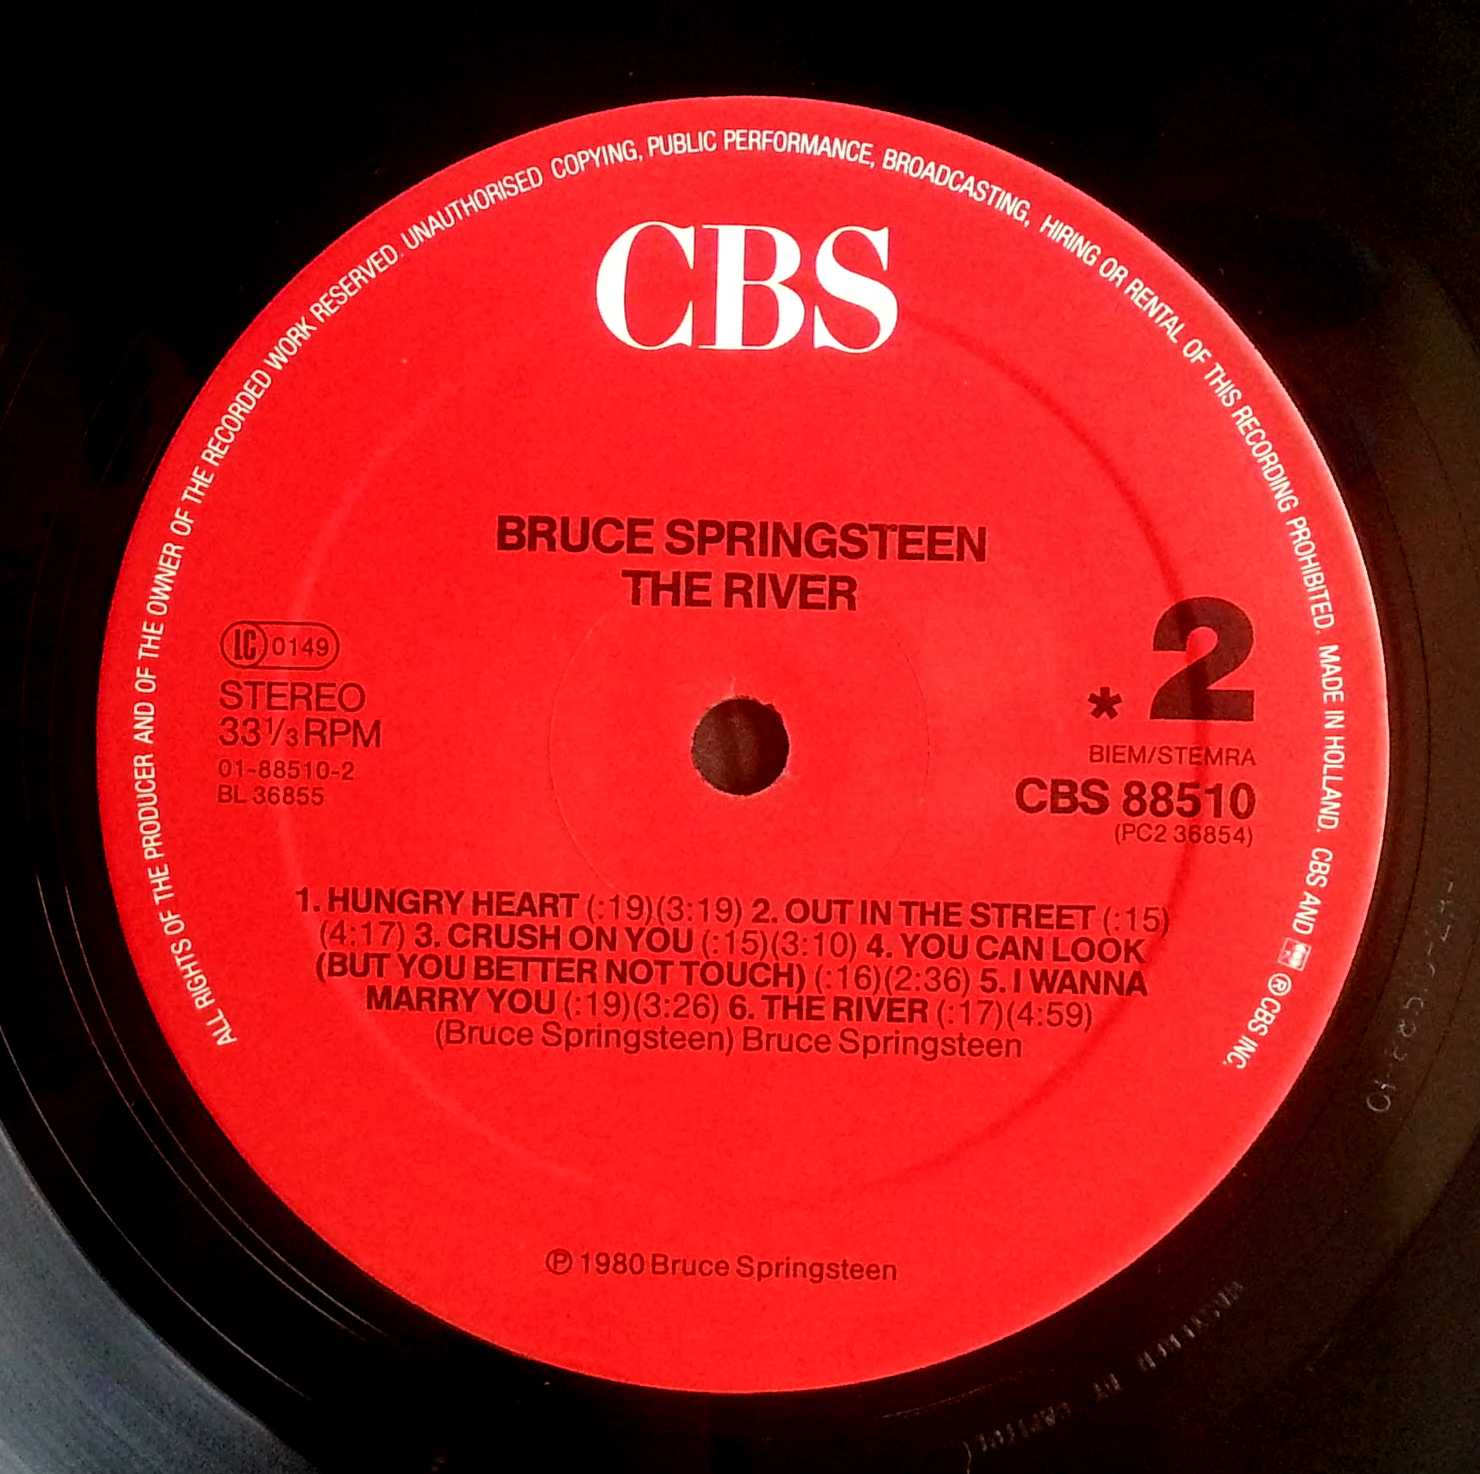 ALL RIGHTS OF THE PRODUCER AND OF THE OWNER OF THE RECORDED WORK RESERVED. UNAUTHORISED COPYING, PUBLIC PERFORMANCE, BROADCASTING, HIRING OR RENTAL OF THIS RECORDING PROHIBITED. MADE IN HOLLAND. CBS AND ® CBS INC.
CBS
BRUCE SPRINGSTEEN
THE RIVER
LC 0149
STEREO
33 1/3 RPM
01-88510-2
BL 36855
* 2
BIEM/STEMRA
CBS 88510
(PC2 36854)
1. HUNGRY HEART (:19)(3:19) 2. OUT IN THE STREET (:15)
(4:17) 3. CRUSH ON YOU (:15)(3:10) 4. YOU CAN LOOK
(BUT YOU BETTER NOT TOUCH) (:16)(2:36) 5. I WANNA
MARRY YOU (:19)(3:26) 6. THE RIVER (:17)(4:59)
(Bruce Springsteen) Bruce Springsteen
℗ 1980 Bruce Springsteen